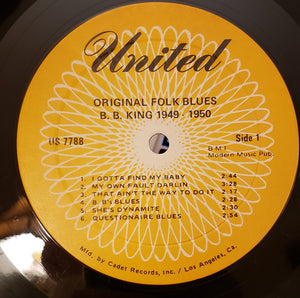 United
ORIGINAL FOLK BLUES
B. B. KING 1949 - 1950
US 7788
Side 1
B M I
Modern Music Pub.
1. I GOTTA FIND MY BABY 2:44
2. MY OWN FAULT DARLIN 3:28
3. THAT AIN'T THE WAY TO DO IT 2:17
4. B. B's BLUES 2:28
5. SHE'S DYNAMITE 2:30
6. QUESTIONAIRE BLUES 2:54
Mfd. by Cadet Records, Inc. / Los Angeles, Ca.